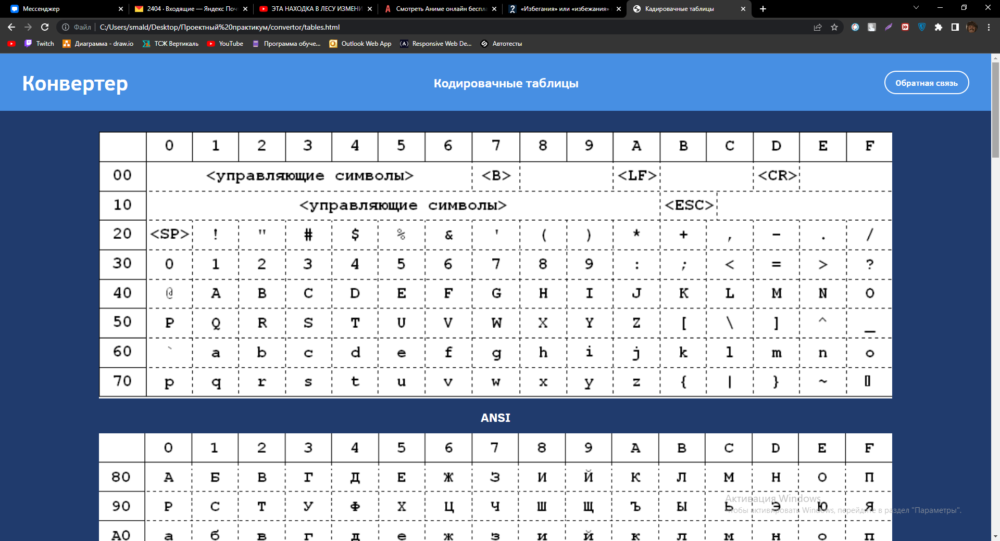 Мессенджер
2404 · Входящие — Яндекс Поч
ЭТА НАХОДКА В ЛЕСУ ИЗМЕНИ
Смотреть Аниме онлайн беспла
«Избегания» или «избежания»
Кадировачные таблицы
Файл C:/Users/smald/Desktop/Проектный%20практикум/convertor/tables.html
Twitch Диаграмма - draw.io ТСЖ Вертикаль YouTube Программа обуче... Outlook Web App Responsive Web De... Автотесты
Конвертер Кодировачные таблицы Обратная связь
0 1 2 3 4 5 6 7 8 9 A B C D E F
00 <управляющие символы> <B> <LF> <CR>
10 <управляющие символы> <ESC>
20 <SP> ! " # $ % & ' ( ) * + , - . /
30 0 1 2 3 4 5 6 7 8 9 : ; < = > ?
40 @ A B C D E F G H I J K L M N O
50 P Q R S T U V W X Y Z [ \ ] ^ _
60 ` a b c d e f g h i j k l m n o
70 p q r s t u v w x y z { | } ~ ▯
ANSI
0 1 2 3 4 5 6 7 8 9 A B C D E F
80 А Б В Г Д Е Ж З И Й К Л М Н О П
90 Р С Т У Ф Х Ц Ч Ш Щ Ъ Ы Ь Э Ю Я
A0 а б в г д е ж з и й к л м н о п
Активация Windows
Чтобы активировать Windows, перейдите в раздел "Параметры".